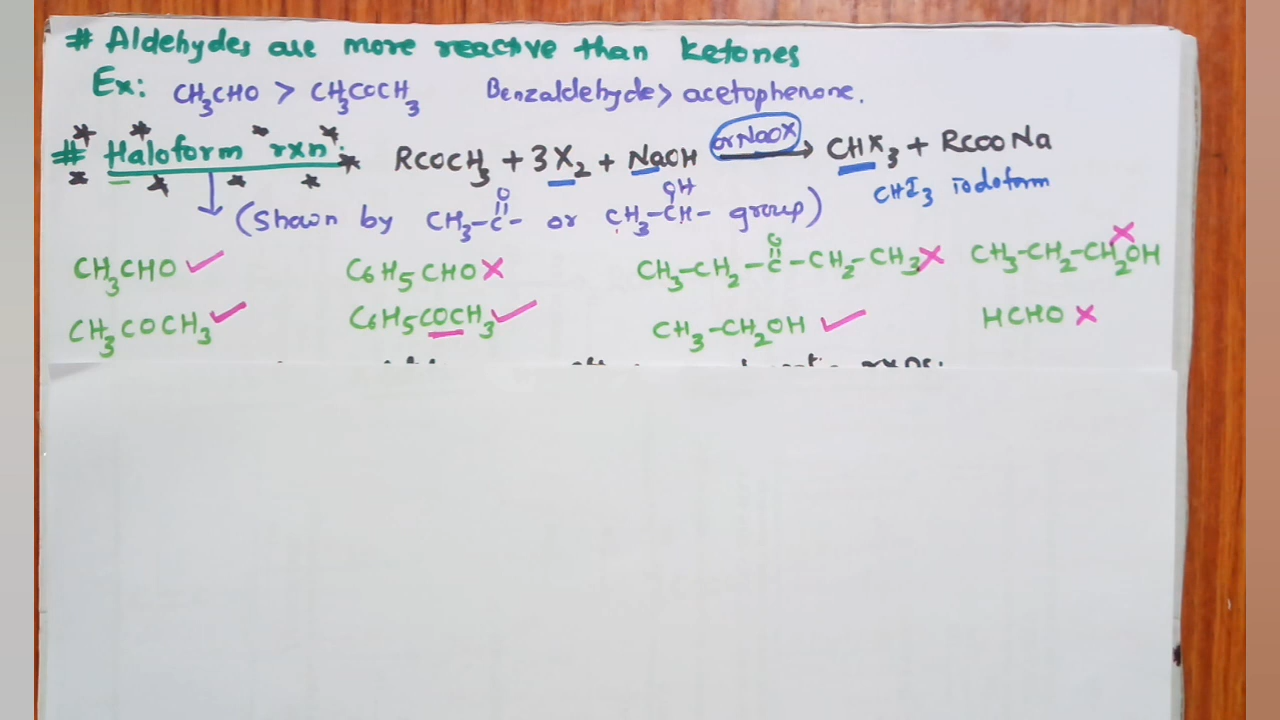 # Aldehydes are more reactive than ketones
Ex: CH₃CHO > CH₃COCH₃ Benzaldehyde > acetophenone.
# Haloform rxn: RCOCH₃ + 3X₂ + NaOH (or NaOX) → CHX₃ + RCOONa
CHI₃ iodoform
(Shown by CH₃-C(=O)- or CH₃-CH(OH)- group)
CH₃CHO ✓ C6H5CHO ✗ CH₃-CH₂-C(=O)-CH₂-CH₃ ✗ CH₃-CH₂-CH₂OH ✗
CH₃COCH₃ ✓ C6H5COCH₃ ✓ CH₃-CH₂OH ✓ HCHO ✗